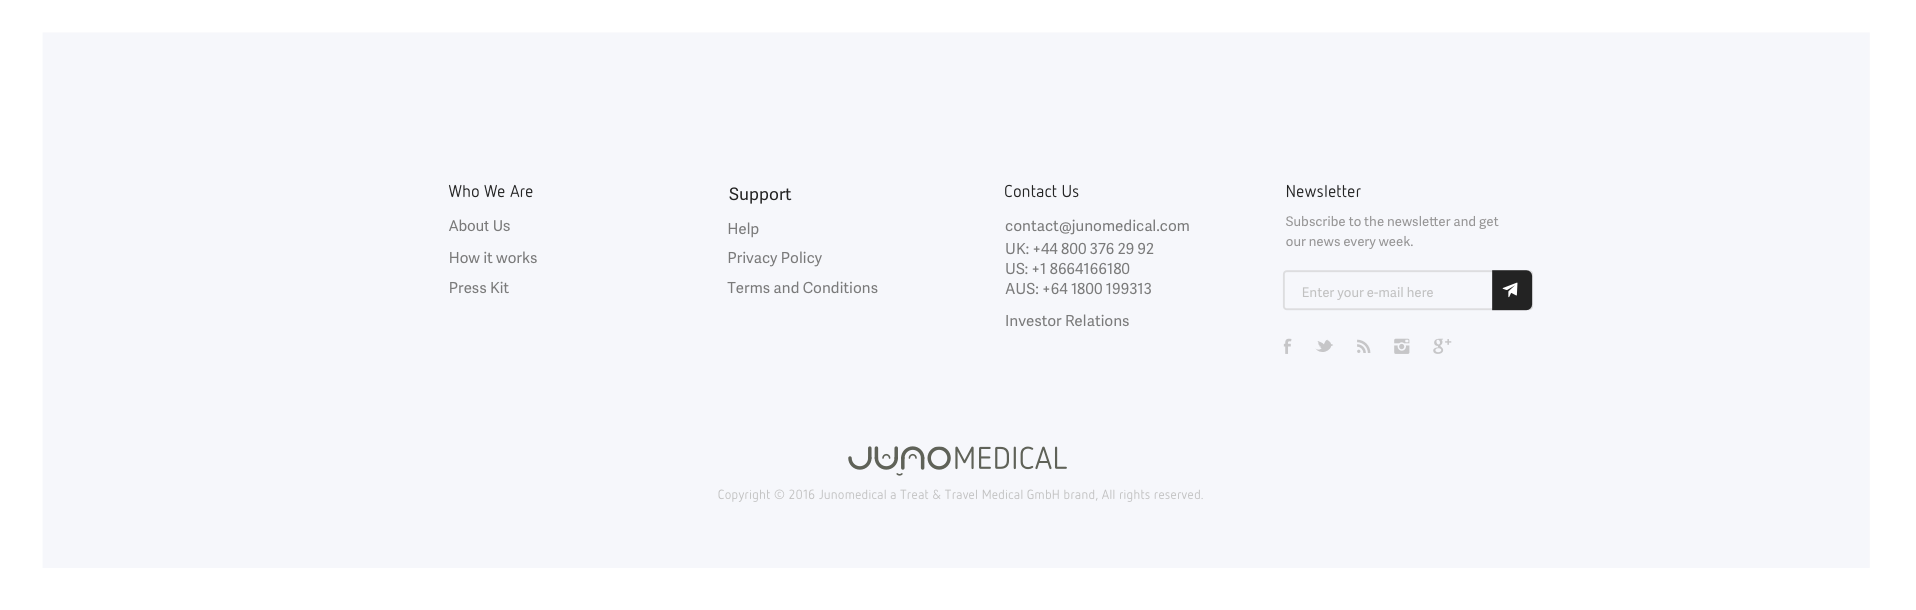 Who We Are
About Us
How it works
Press Kit
Support
Help
Privacy Policy
Terms and Conditions
Contact Us
contact@junomedical.com
UK: +44 800 376 29 92
US: +1 8664166180
AUS: +64 1800 199313
Investor Relations
Newsletter
Subscribe to the newsletter and get
our news every week.
Enter your e-mail here
JUNOMEDICAL
Copyright © 2016 Junomedical a Treat & Travel Medical GmbH brand, All rights reserved.